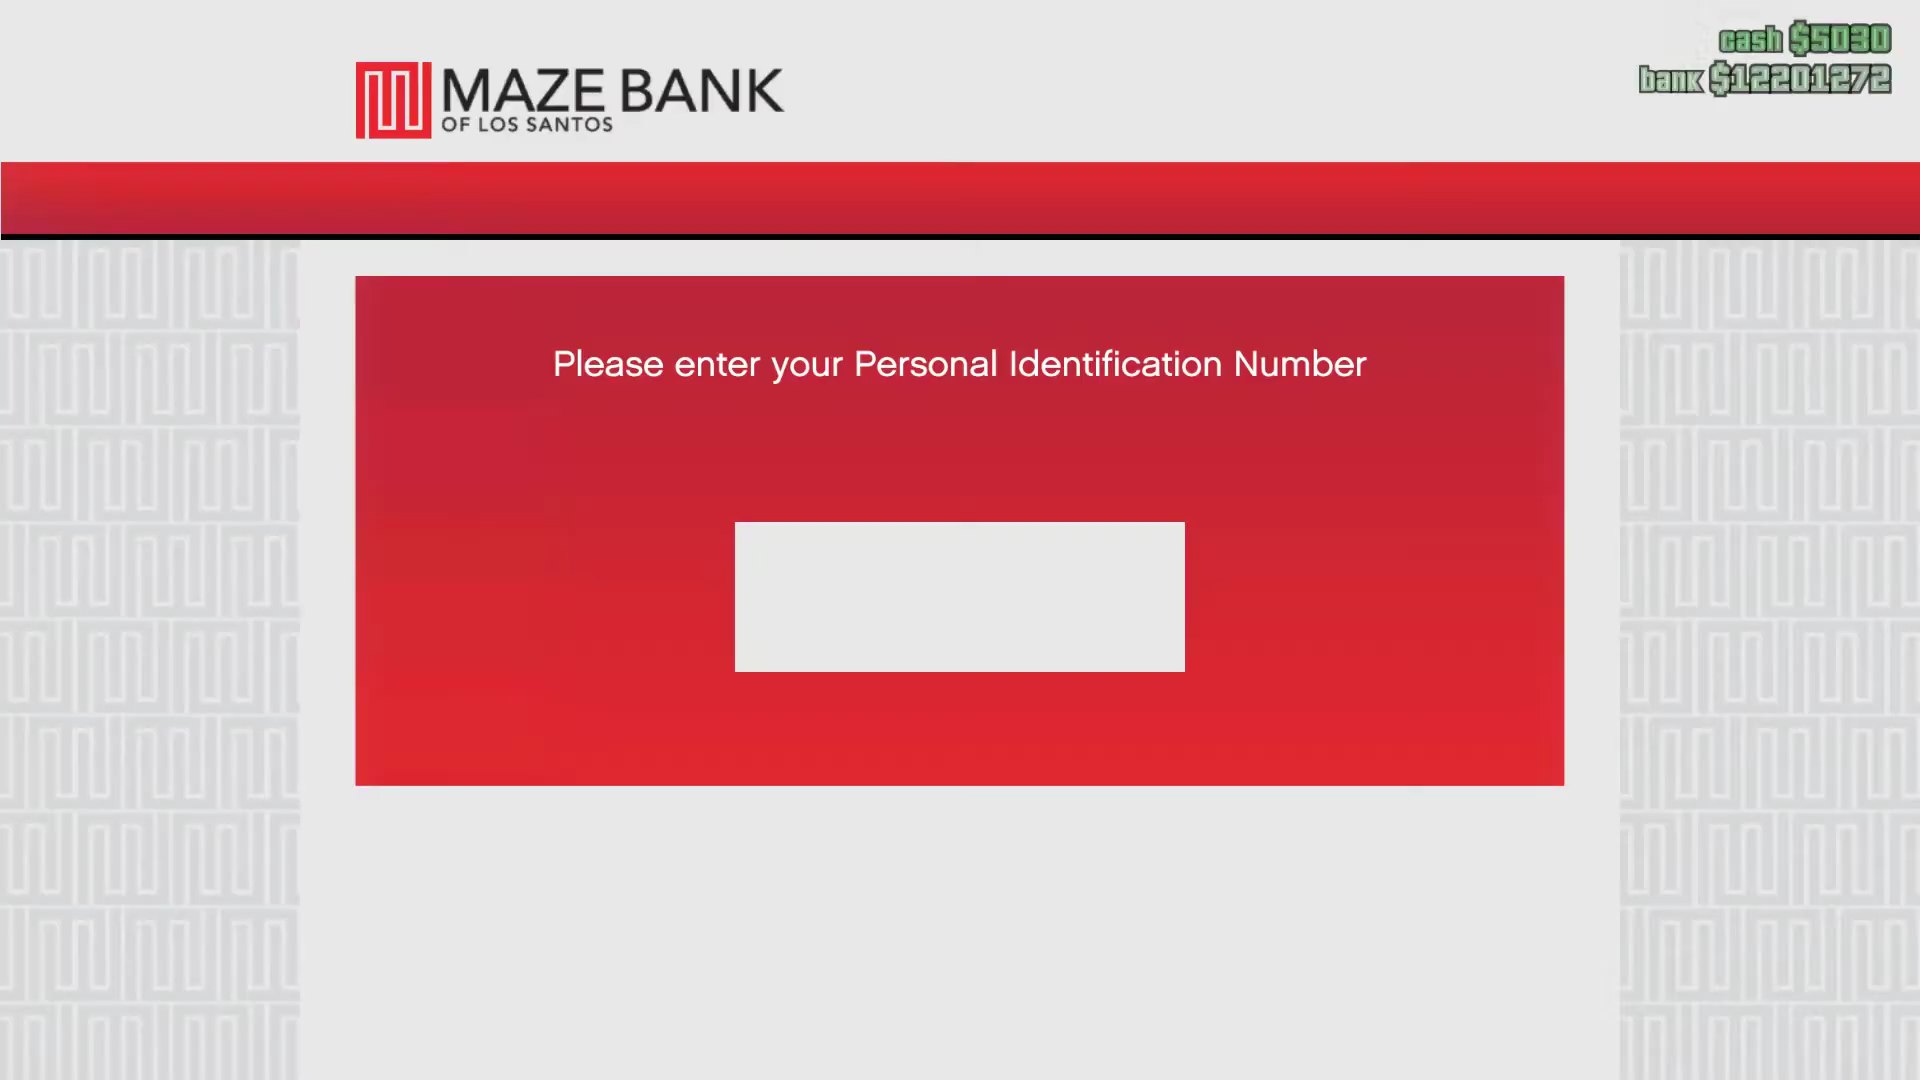 cash $5030
MAZE BANK
bank $12201272
OF LOS SANTOS
Please enter your Personal Identification Number